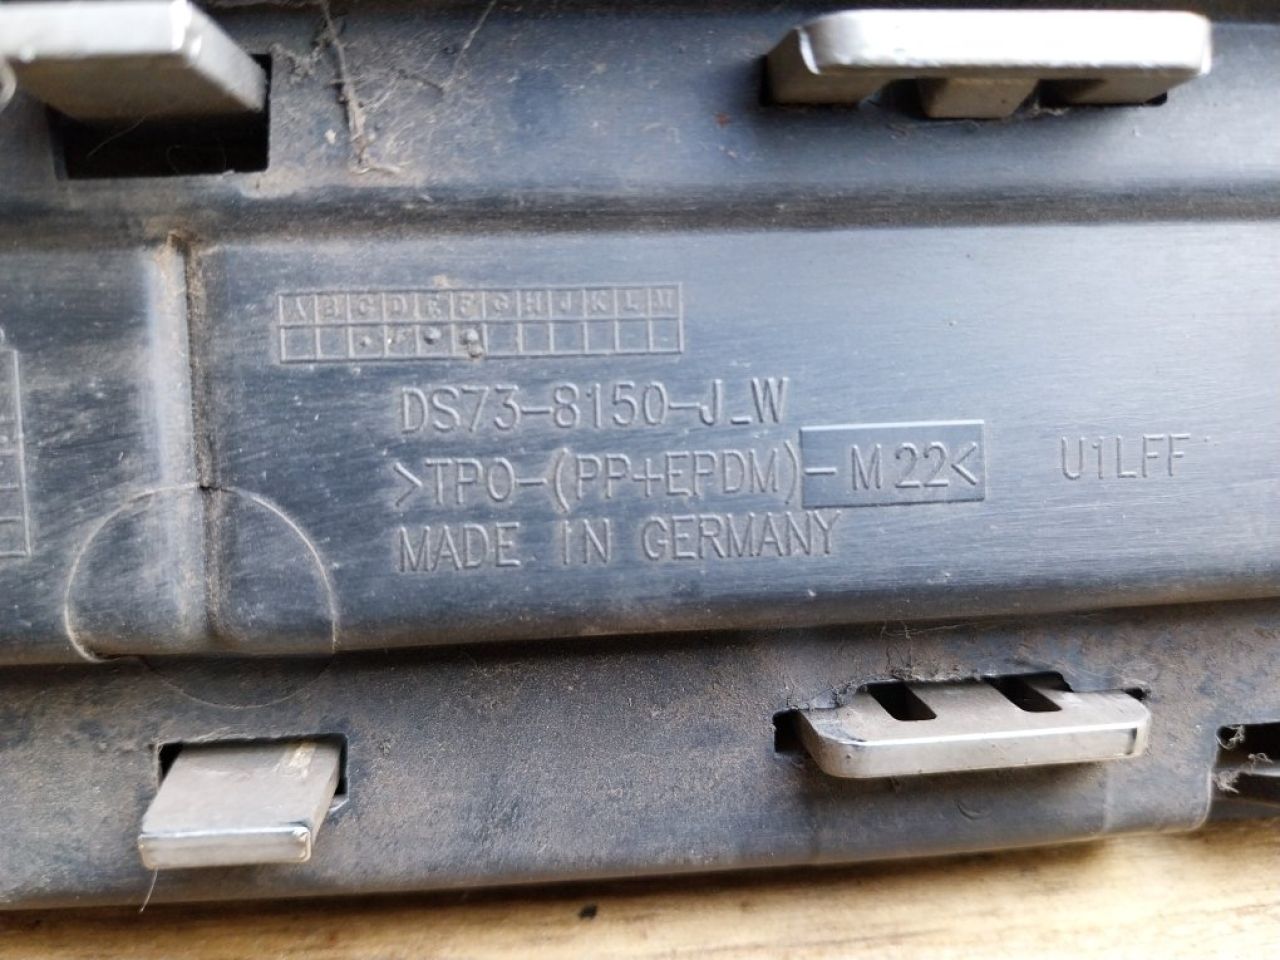 A B C D E F G H J K L M
DS73-8150-J_W
>TPO-(PP+EPDM)-M22<
U1LFF
MADE IN GERMANY